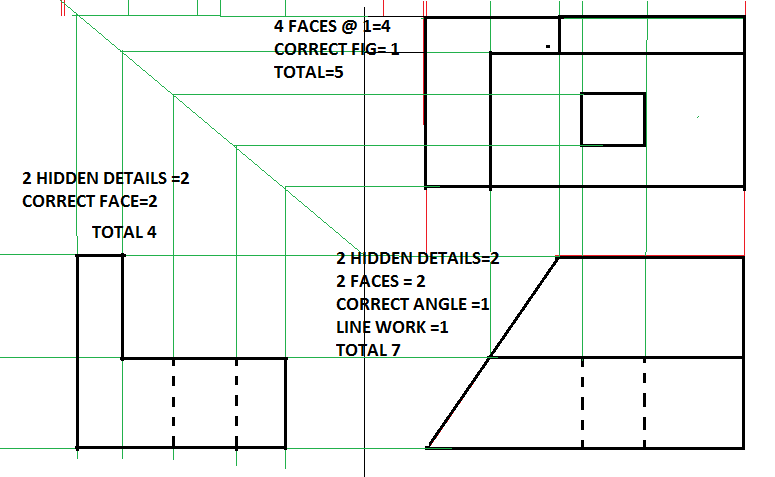 4 FACES @ 1=4
CORRECT FIG= 1
TOTAL=5
2 HIDDEN DETAILS =2
CORRECT FACE=2
TOTAL 4
2 HIDDEN DETAILS=2
2 FACES = 2
CORRECT ANGLE =1
LINE WORK =1
TOTAL 7